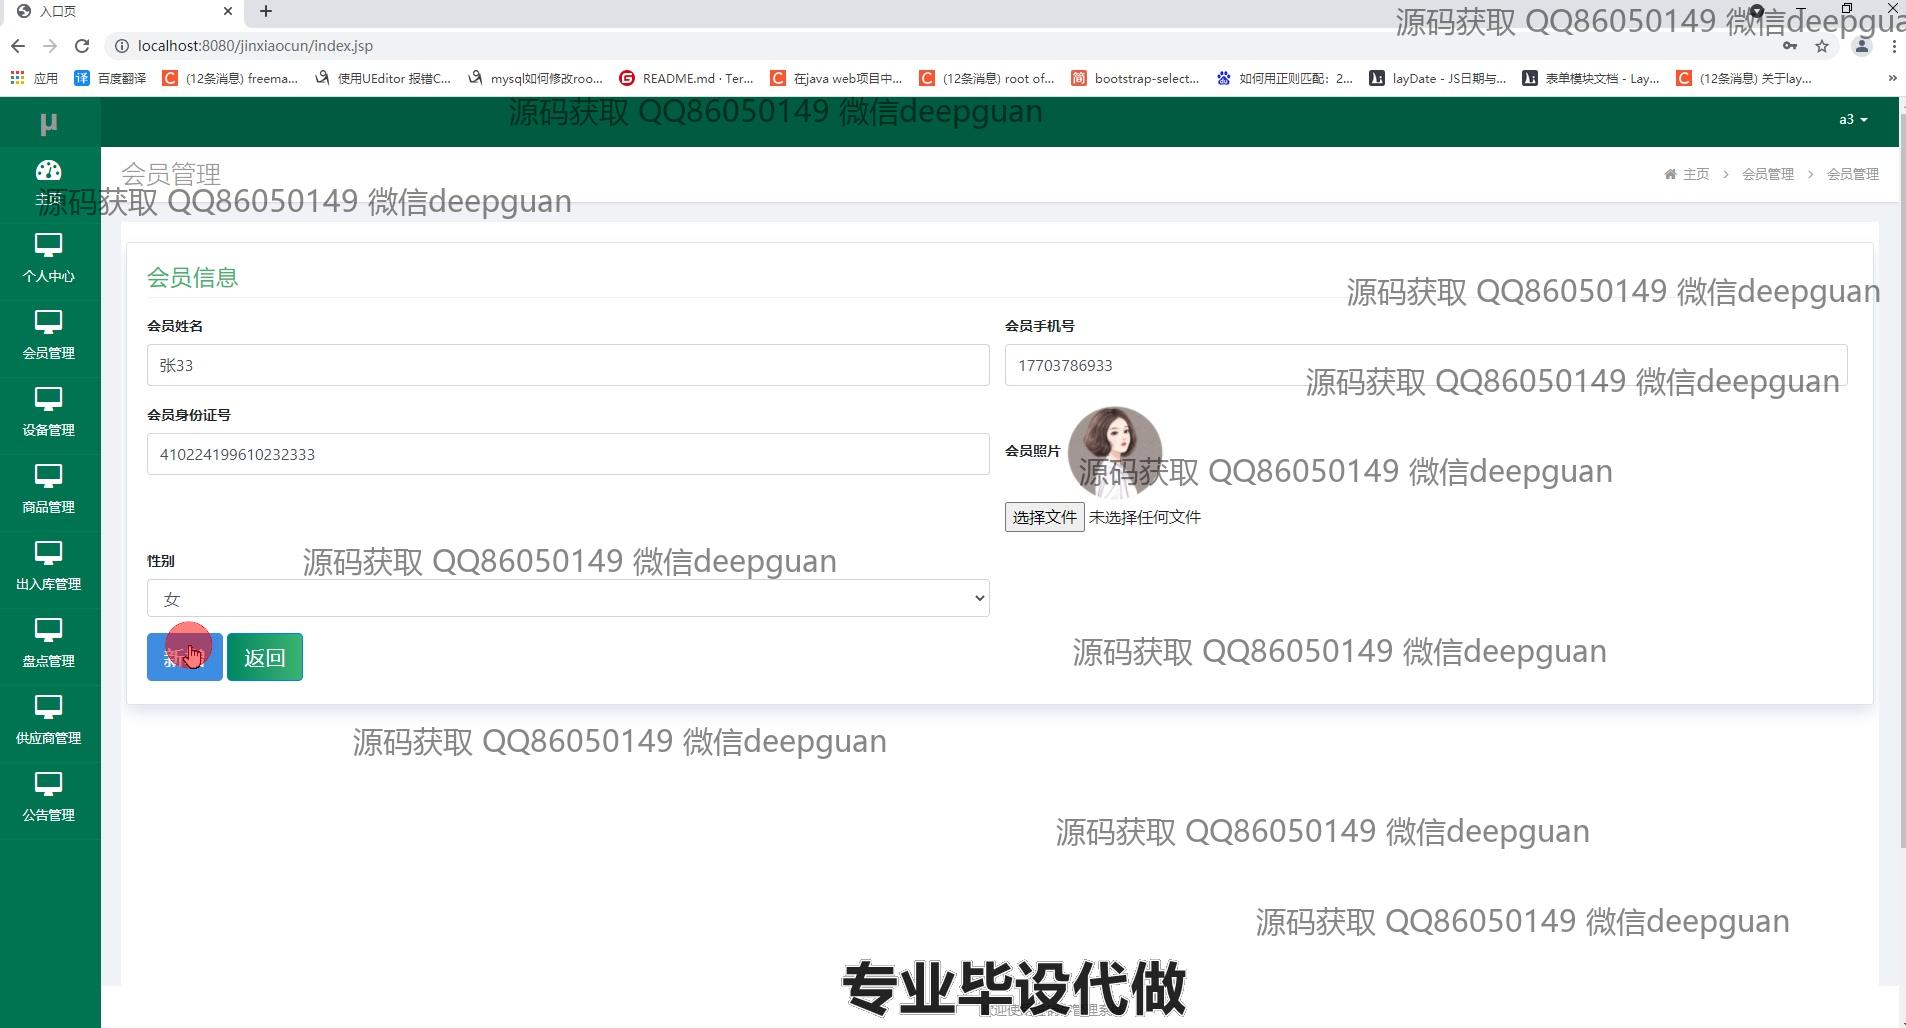 入口页
localhost:8080/jinxiaocun/index.jsp
应用
译 百度翻译
C (12条消息) freema...
使用UEditor 报错C...
mysql如何修改roo...
G README.md · Ter...
C 在java web项目中...
C (12条消息) root of...
简 bootstrap-select...
如何用正则匹配：2...
layDate - JS日期与...
表单模块文档 - Lay...
C (12条消息) 关于lay...
源码获取 QQ86050149 微信deepgua
源码获取 QQ86050149 微信deepguan
μ
a3
主页
会员管理
主页 > 会员管理 > 会员管理
源码获取 QQ86050149 微信deepguan
个人中心
会员管理
设备管理
商品管理
出入库管理
盘点管理
供应商管理
公告管理
会员信息
源码获取 QQ86050149 微信deepguan
会员姓名
张33
会员手机号
17703786933
源码获取 QQ86050149 微信deepguan
会员身份证号
410224199610232333
会员照片
源码获取 QQ86050149 微信deepguan
选择文件 未选择任何文件
性别
源码获取 QQ86050149 微信deepguan
女
新增
返回
源码获取 QQ86050149 微信deepguan
源码获取 QQ86050149 微信deepguan
源码获取 QQ86050149 微信deepguan
源码获取 QQ86050149 微信deepguan
专业毕设代做